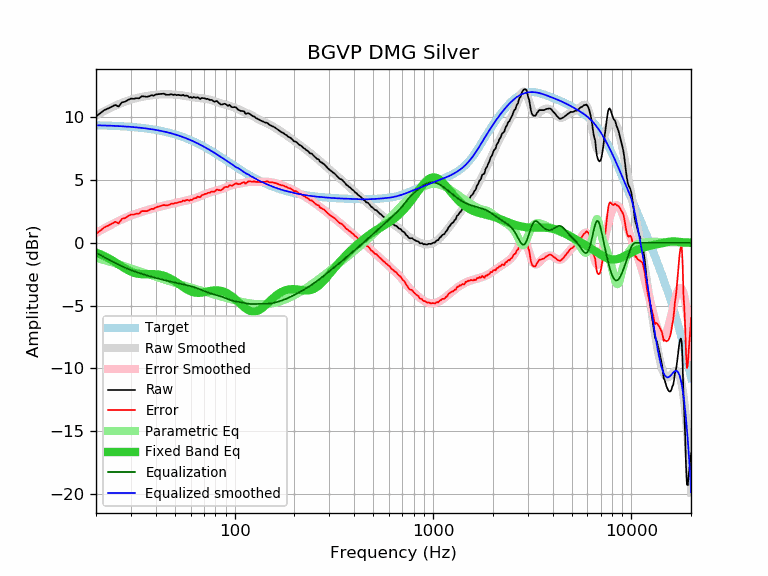 BGVP DMG Silver
Amplitude (dBr)
10
5
0
−5
−10
−15
−20
Target
Raw Smoothed
Error Smoothed
Raw
Error
Parametric Eq
Fixed Band Eq
Equalization
Equalized smoothed
100
1000
10000
Frequency (Hz)